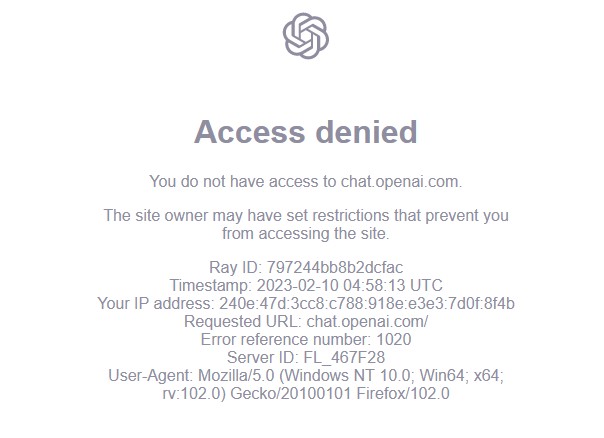 Access denied
You do not have access to chat.openai.com.
The site owner may have set restrictions that prevent you
from accessing the site.
Ray ID: 797244bb8b2dcfac
Timestamp: 2023-02-10 04:58:13 UTC
Your IP address: 240e:47d:3cc8:c788:918e:e3e3:7d0f:8f4b
Requested URL: chat.openai.com/
Error reference number: 1020
Server ID: FL_467F28
User-Agent: Mozilla/5.0 (Windows NT 10.0; Win64; x64;
rv:102.0) Gecko/20100101 Firefox/102.0